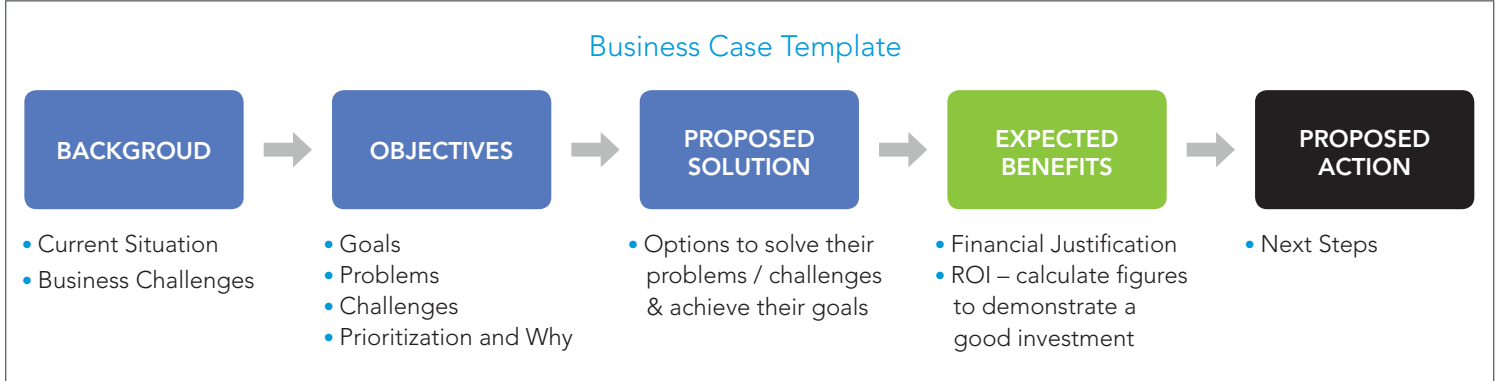 Business Case Template
BACKGROUD
OBJECTIVES
PROPOSED
SOLUTION
EXPECTED
BENEFITS
PROPOSED
ACTION
• Current Situation
• Business Challenges
• Goals
• Problems
• Challenges
• Prioritization and Why
• Options to solve their
problems / challenges
& achieve their goals
• Financial Justification
• ROI – calculate figures
to demonstrate a
good investment
• Next Steps